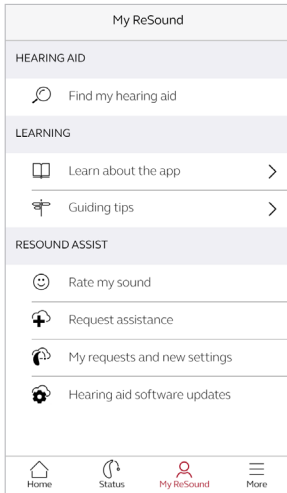 My ReSound
HEARING AID
Find my hearing aid
LEARNING
Learn about the app
Guiding tips
RESOUND ASSIST
Rate my sound
Request assistance
My requests and new settings
Hearing aid software updates
Home Status My ReSound More